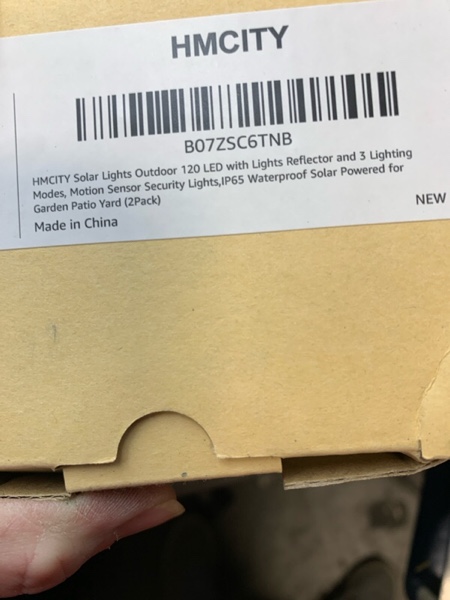 HMCITY
B07ZSC6TNB
HMCITY Solar Lights Outdoor 120 LED with Lights Reflector and 3 Lighting
Modes, Motion Sensor Security Lights,IP65 Waterproof Solar Powered for
Garden Patio Yard (2Pack)
NEW
Made in China